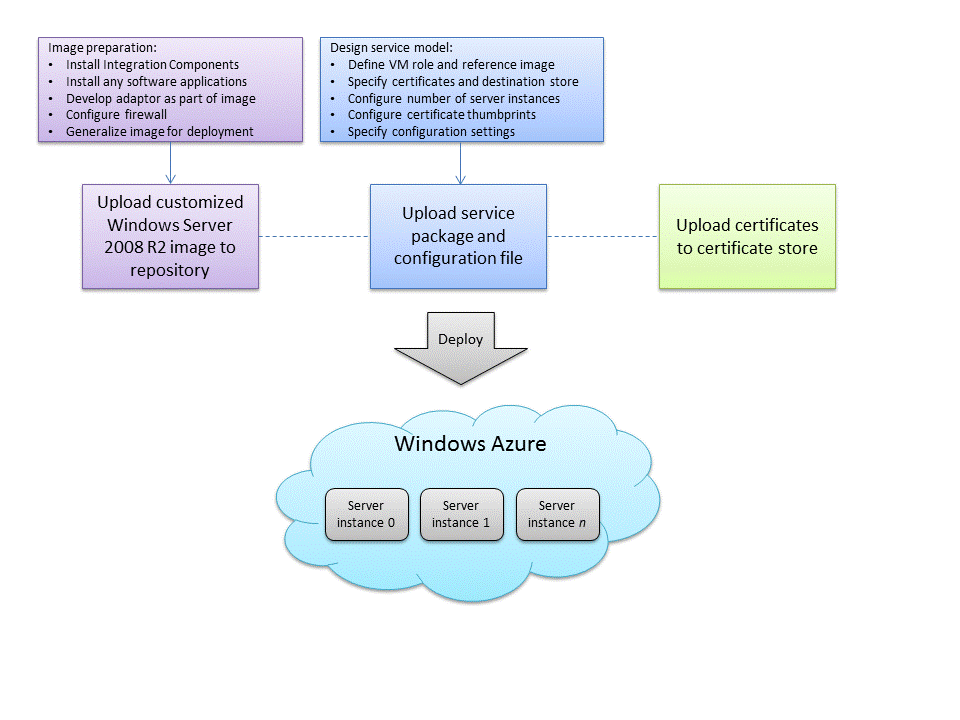 Image preparation:
• Install Integration Components
• Install any software applications
• Develop adaptor as part of image
• Configure firewall
• Generalize image for deployment
Design service model:
• Define VM role and reference image
• Specify certificates and destination store
• Configure number of server instances
• Configure certificate thumbprints
• Specify configuration settings
Upload customized
Windows Server
2008 R2 image to
repository
Upload service
package and
configuration file
Upload certificates
to certificate store
Deploy
Windows Azure
Server
instance 0
Server
instance 1
Server
instance n